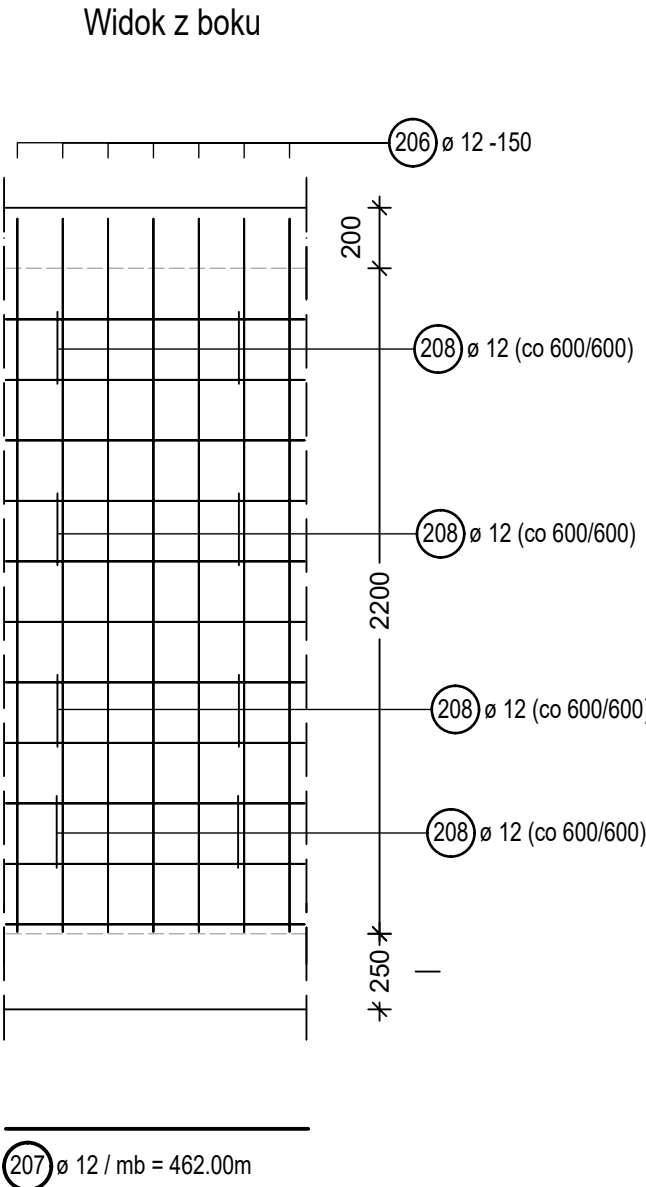 Widok z boku
206 ø 12 -150
200
208 ø 12 (co 600/600)
208 ø 12 (co 600/600)
2200
208 ø 12 (co 600/600)
208 ø 12 (co 600/600)
250
207 ø 12 / mb = 462.00m